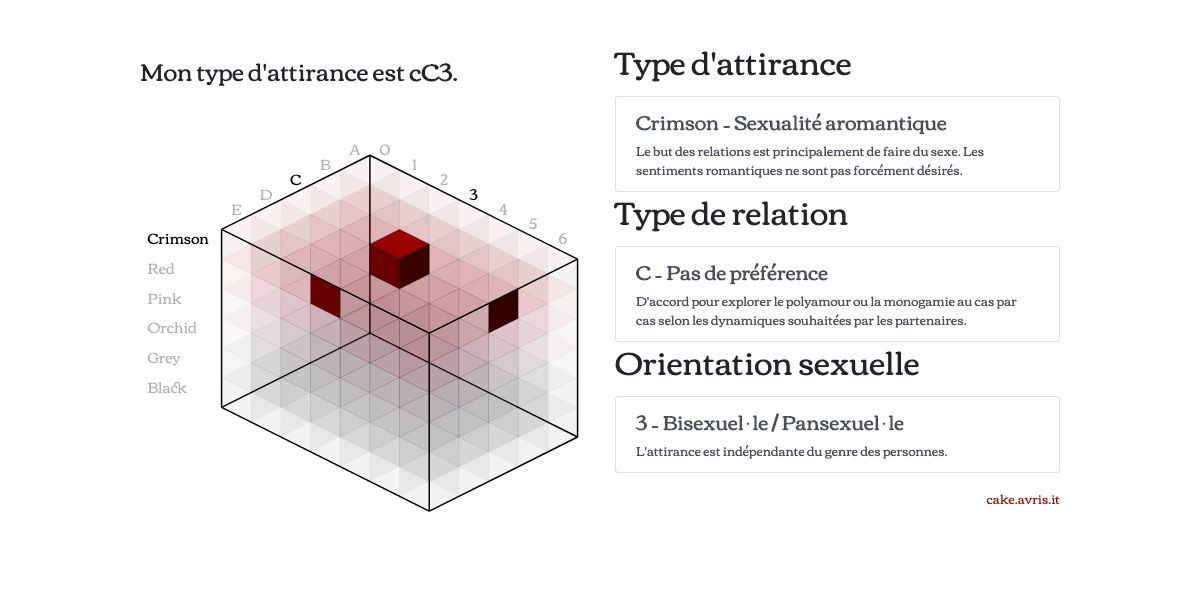 Mon type d'attirance est cC3.
A O
B 1
C 2
D 3
E 4
5
6
Crimson
Red
Pink
Orchid
Grey
Black
Type d'attirance
Crimson - Sexualité aromantique
Le but des relations est principalement de faire du sexe. Les
sentiments romantiques ne sont pas forcément désirés.
Type de relation
C - Pas de préférence
D'accord pour explorer le polyamour ou la monogamie au cas par
cas selon les dynamiques souhaitées par les partenaires.
Orientation sexuelle
3 - Bisexuel·le / Pansexuel·le
L'attirance est indépendante du genre des personnes.
cake.avris.it